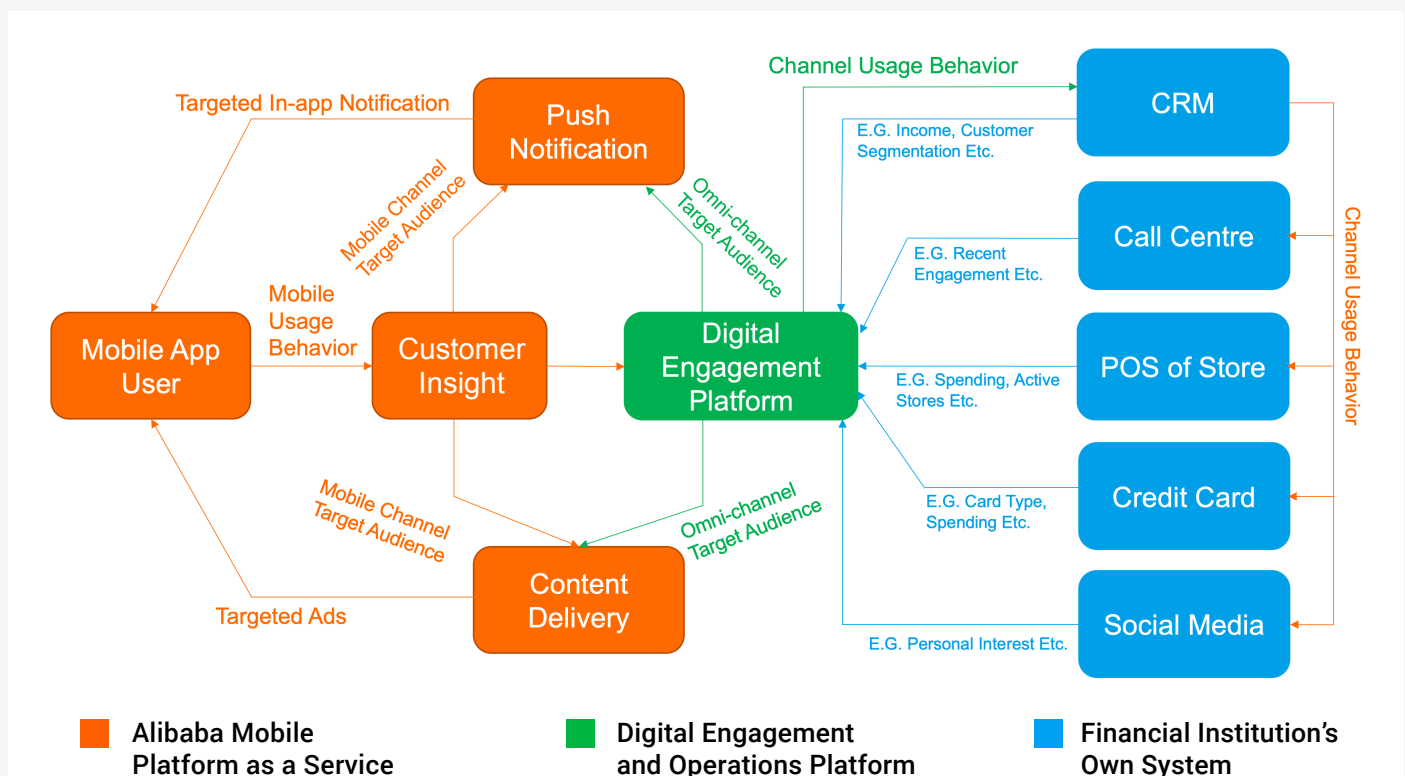 Channel Usage Behavior
CRM
Targeted In-app Notification
Push
Notification
E.G. Income, Customer
Segmentation Etc.
Mobile Channel
Target Audience
Omni-channel
Target Audience
Call Centre
E.G. Recent
Engagement Etc.
Channel Usage Behavior
Mobile
Usage
Behavior
Mobile App
User
Customer
Insight
Digital
Engagement
Platform
POS of Store
E.G. Spending, Active
Stores Etc.
Mobile Channel
Target Audience
Omni-channel
Target Audience
E.G. Card Type,
Spending Etc.
Credit Card
Content
Delivery
Targeted Ads
Social Media
E.G. Personal Interest Etc.
Alibaba Mobile
Platform as a Service
Digital Engagement
and Operations Platform
Financial Institution's
Own System